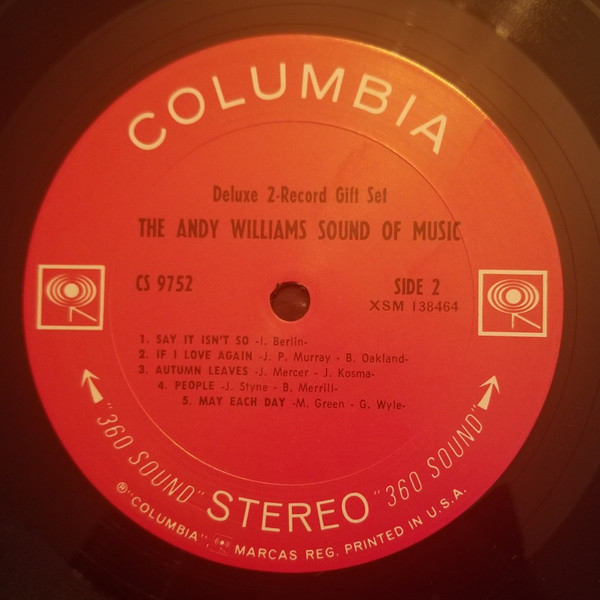 COLUMBIA
Deluxe 2-Record Gift Set
THE ANDY WILLIAMS SOUND OF MUSIC
CS 9752
SIDE 2
XSM 138464
1. SAY IT ISN'T SO -I. Berlin-
2. IF I LOVE AGAIN -J. P. Murray - B. Oakland-
3. AUTUMN LEAVES -J. Mercer - J. Kosma-
4. PEOPLE -J. Styne - B. Merrill-
5. MAY EACH DAY -M. Green - G. Wyle-
"360 SOUND" STEREO "360 SOUND"
® "COLUMBIA", MARCAS REG. PRINTED IN U.S.A.